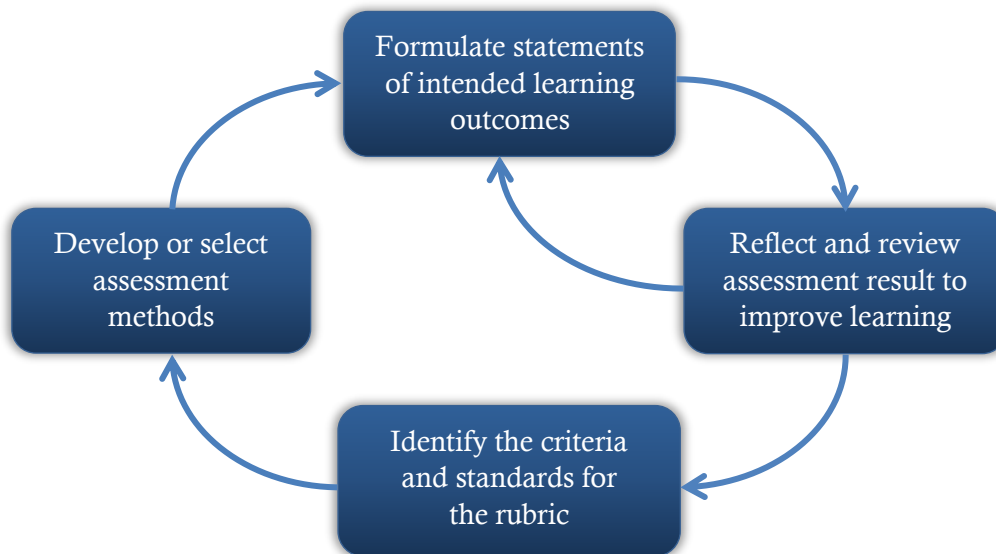 Formulate statements
of intended learning
outcomes
Develop or select
assessment
methods
Reflect and review
assessment result to
improve learning
Identify the criteria
and standards for
the rubric